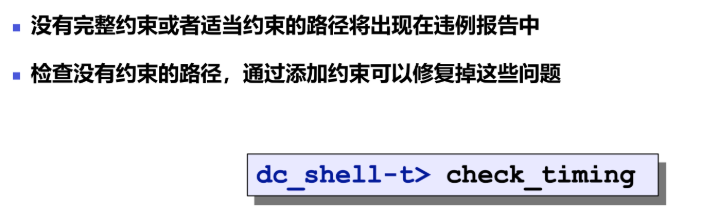 没有完整约束或者适当约束的路径将出现在违例报告中
检查没有约束的路径，通过添加约束可以修复掉这些问题
dc_shell-t> check_timing